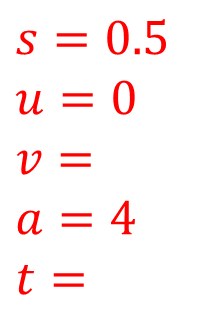 s = 0.5
u = 0
v =
a = 4
t =